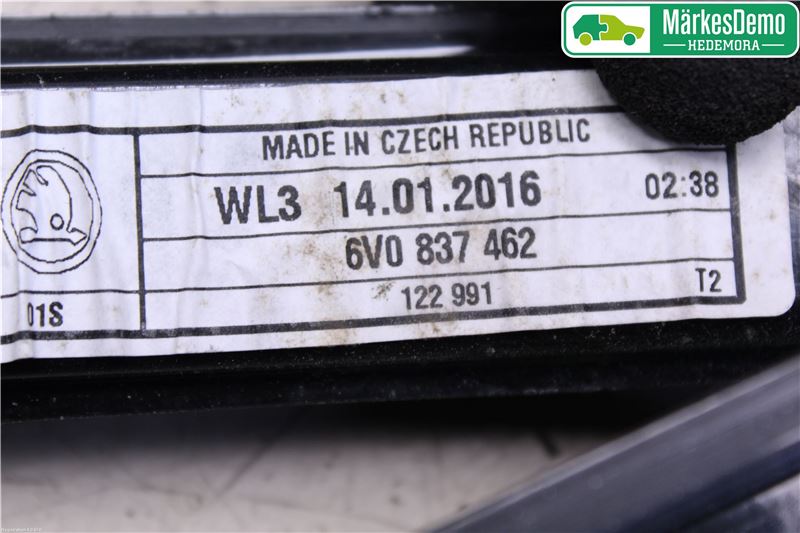 MärkesDemo
HEDEMORA
MADE IN CZECH REPUBLIC
WL3 14.01.2016 02:38
6V0 837 462
01S 122 991 T2